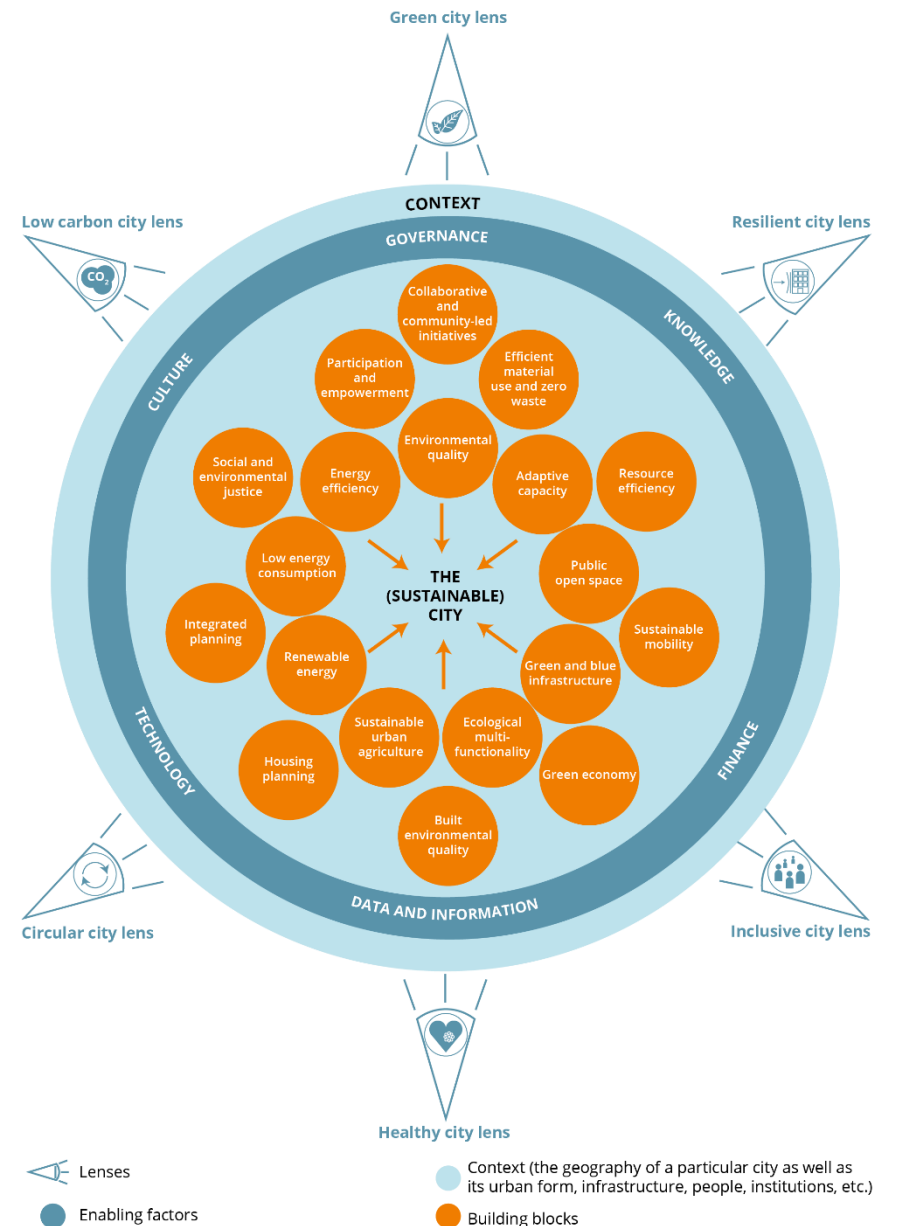 Green city lens
Low carbon city lens
Resilient city lens
CO₂
CONTEXT
GOVERNANCE
CULTURE
KNOWLEDGE
TECHNOLOGY
FINANCE
DATA AND INFORMATION
Collaborative
and
community-led
initiatives
Participation
and
empowerment
Efficient
material
use and zero
waste
Environmental
quality
Social and
environmental
justice
Energy
efficiency
Adaptive
capacity
Resource
efficiency
Low energy
consumption
Public
open space
THE
(SUSTAINABLE)
CITY
Integrated
planning
Renewable
energy
Green and blue
infrastructure
Sustainable
mobility
Housing
planning
Sustainable
urban
agriculture
Ecological
multi-
functionality
Green economy
Built
environmental
quality
Circular city lens
Inclusive city lens
Healthy city lens
Lenses
Enabling factors
Context (the geography of a particular city as well as
its urban form, infrastructure, people, institutions, etc.)
Building blocks